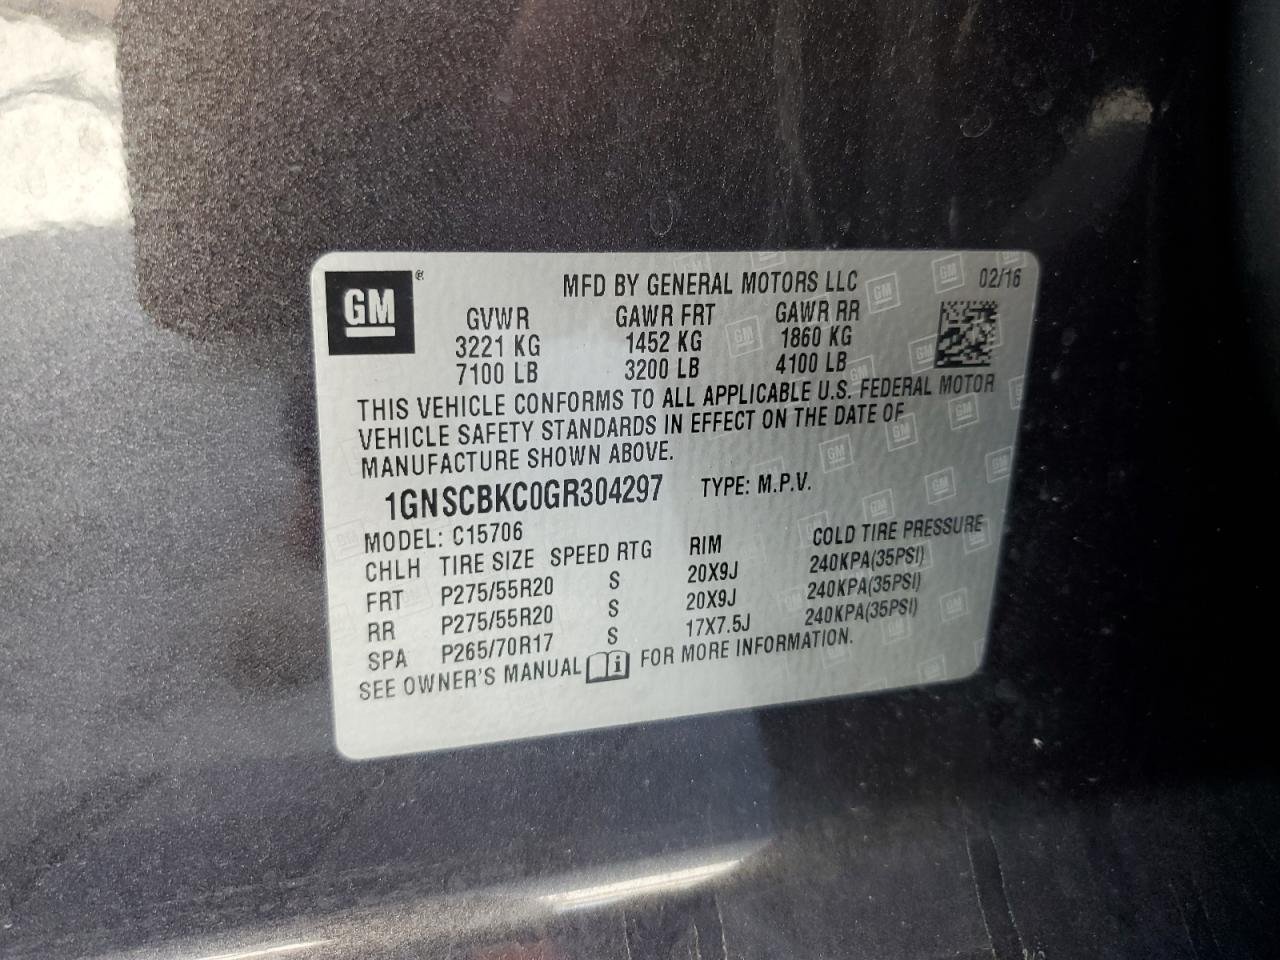 GM ®
MFD BY GENERAL MOTORS LLC 02/16
GVWR GAWR FRT GAWR RR
3221 KG 1452 KG 1860 KG
7100 LB 3200 LB 4100 LB
THIS VEHICLE CONFORMS TO ALL APPLICABLE U.S. FEDERAL MOTOR
VEHICLE SAFETY STANDARDS IN EFFECT ON THE DATE OF
MANUFACTURE SHOWN ABOVE.
1GNSCBKC0GR304297 TYPE: M.P.V.
MODEL: C15706
CHLH TIRE SIZE SPEED RTG RIM COLD TIRE PRESSURE
FRT P275/55R20 S 20X9J 240KPA(35PSI)
RR P275/55R20 S 20X9J 240KPA(35PSI)
SPA P265/70R17 S 17X7.5J 240KPA(35PSI)
SEE OWNER'S MANUAL i FOR MORE INFORMATION.